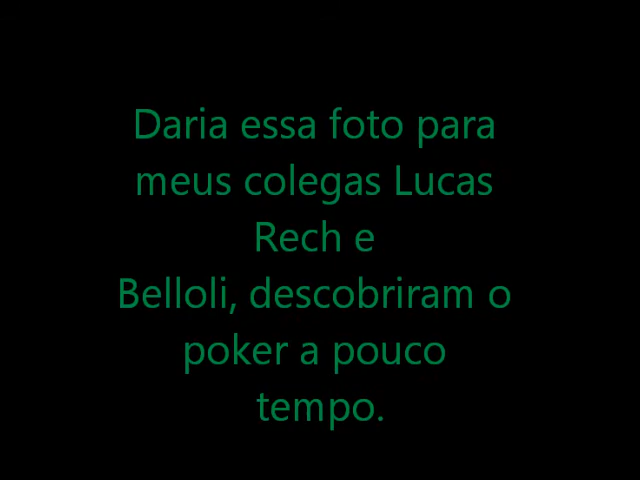 Daria essa foto para
meus colegas Lucas
Rech e
Belloli, descobriram o
poker a pouco
tempo.